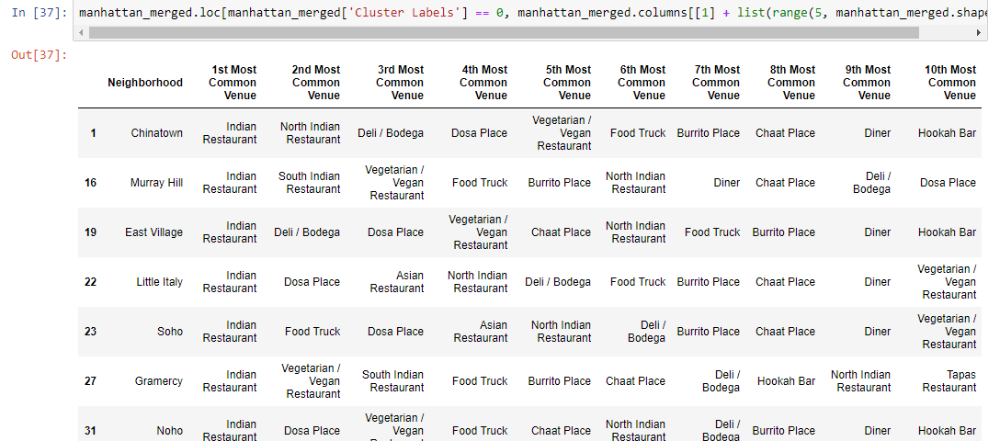 In [37]: manhattan_merged.loc[manhattan_merged['Cluster Labels'] == 0, manhattan_merged.columns[[1] + list(range(5, manhattan_merged.shape
Out[37]:
Neighborhood 1st Most Common Venue 2nd Most Common Venue 3rd Most Common Venue 4th Most Common Venue 5th Most Common Venue 6th Most Common Venue 7th Most Common Venue 8th Most Common Venue 9th Most Common Venue 10th Most Common Venue
1 Chinatown Indian Restaurant North Indian Restaurant Deli / Bodega Dosa Place Vegetarian / Vegan Restaurant Food Truck Burrito Place Chaat Place Diner Hookah Bar
16 Murray Hill Indian Restaurant South Indian Restaurant Vegetarian / Vegan Restaurant Food Truck Burrito Place North Indian Restaurant Diner Chaat Place Deli / Bodega Dosa Place
19 East Village Indian Restaurant Deli / Bodega Dosa Place Vegetarian / Vegan Restaurant Chaat Place North Indian Restaurant Food Truck Burrito Place Diner Hookah Bar
22 Little Italy Indian Restaurant Dosa Place Asian Restaurant North Indian Restaurant Deli / Bodega Food Truck Burrito Place Chaat Place Diner Vegetarian / Vegan Restaurant
23 Soho Indian Restaurant Food Truck Dosa Place Asian Restaurant North Indian Restaurant Deli / Bodega Burrito Place Chaat Place Diner Vegetarian / Vegan Restaurant
27 Gramercy Indian Restaurant Vegetarian / Vegan Restaurant South Indian Restaurant Food Truck Burrito Place Chaat Place Deli / Bodega Hookah Bar North Indian Restaurant Tapas Restaurant
31 Noho Indian Restaurant Dosa Place Vegetarian / Vegan Food Truck Chaat Place North Indian Restaurant Deli / Bodega Burrito Place Diner Hookah Bar